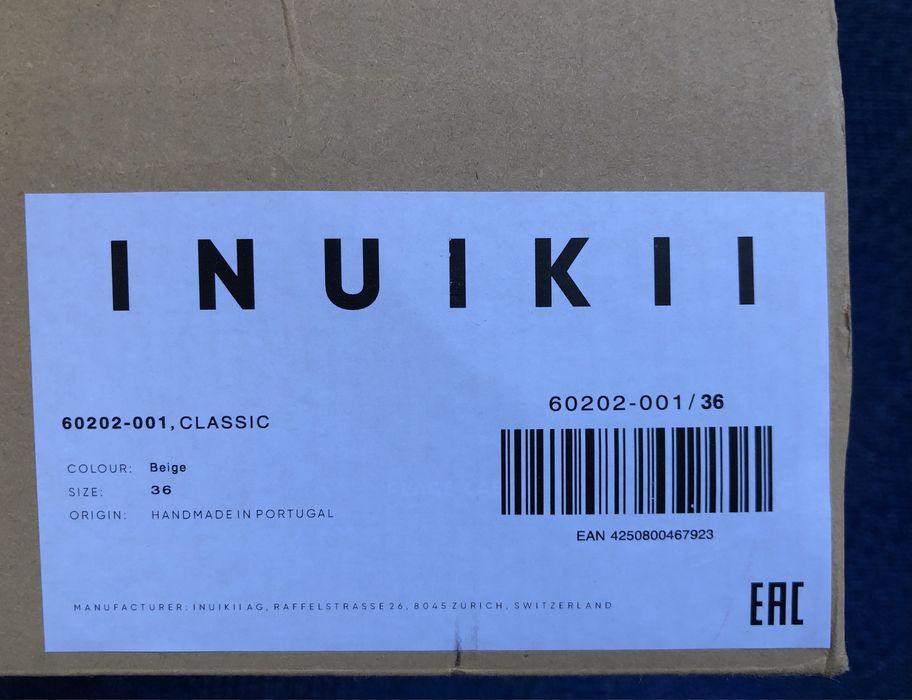 INUIKII
60202-001, CLASSIC
COLOUR: Beige
SIZE: 36
ORIGIN: HANDMADE IN PORTUGAL
60202-001/36
EAN 4250800467923
MANUFACTURER: INUIKII AG, RAFFELSTRASSE 26, 8045 ZURICH, SWITZERLAND
EAC